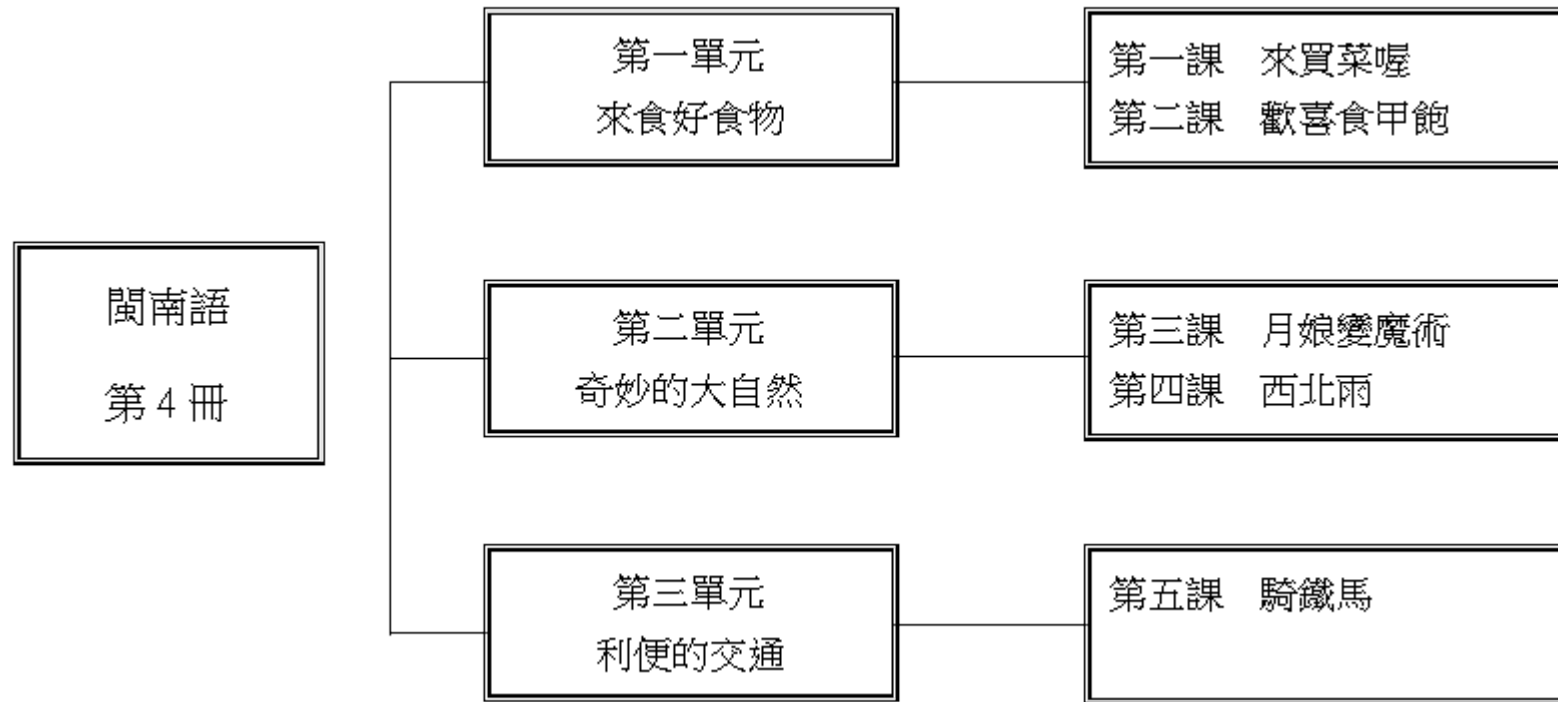 閩南語
第4冊
第一單元
來食好食物
第一課 來買菜喔
第二課 歡喜食甲飽
第二單元
奇妙的大自然
第三課 月娘變魔術
第四課 西北雨
第三單元
利便的交通
第五課 騎鐵馬